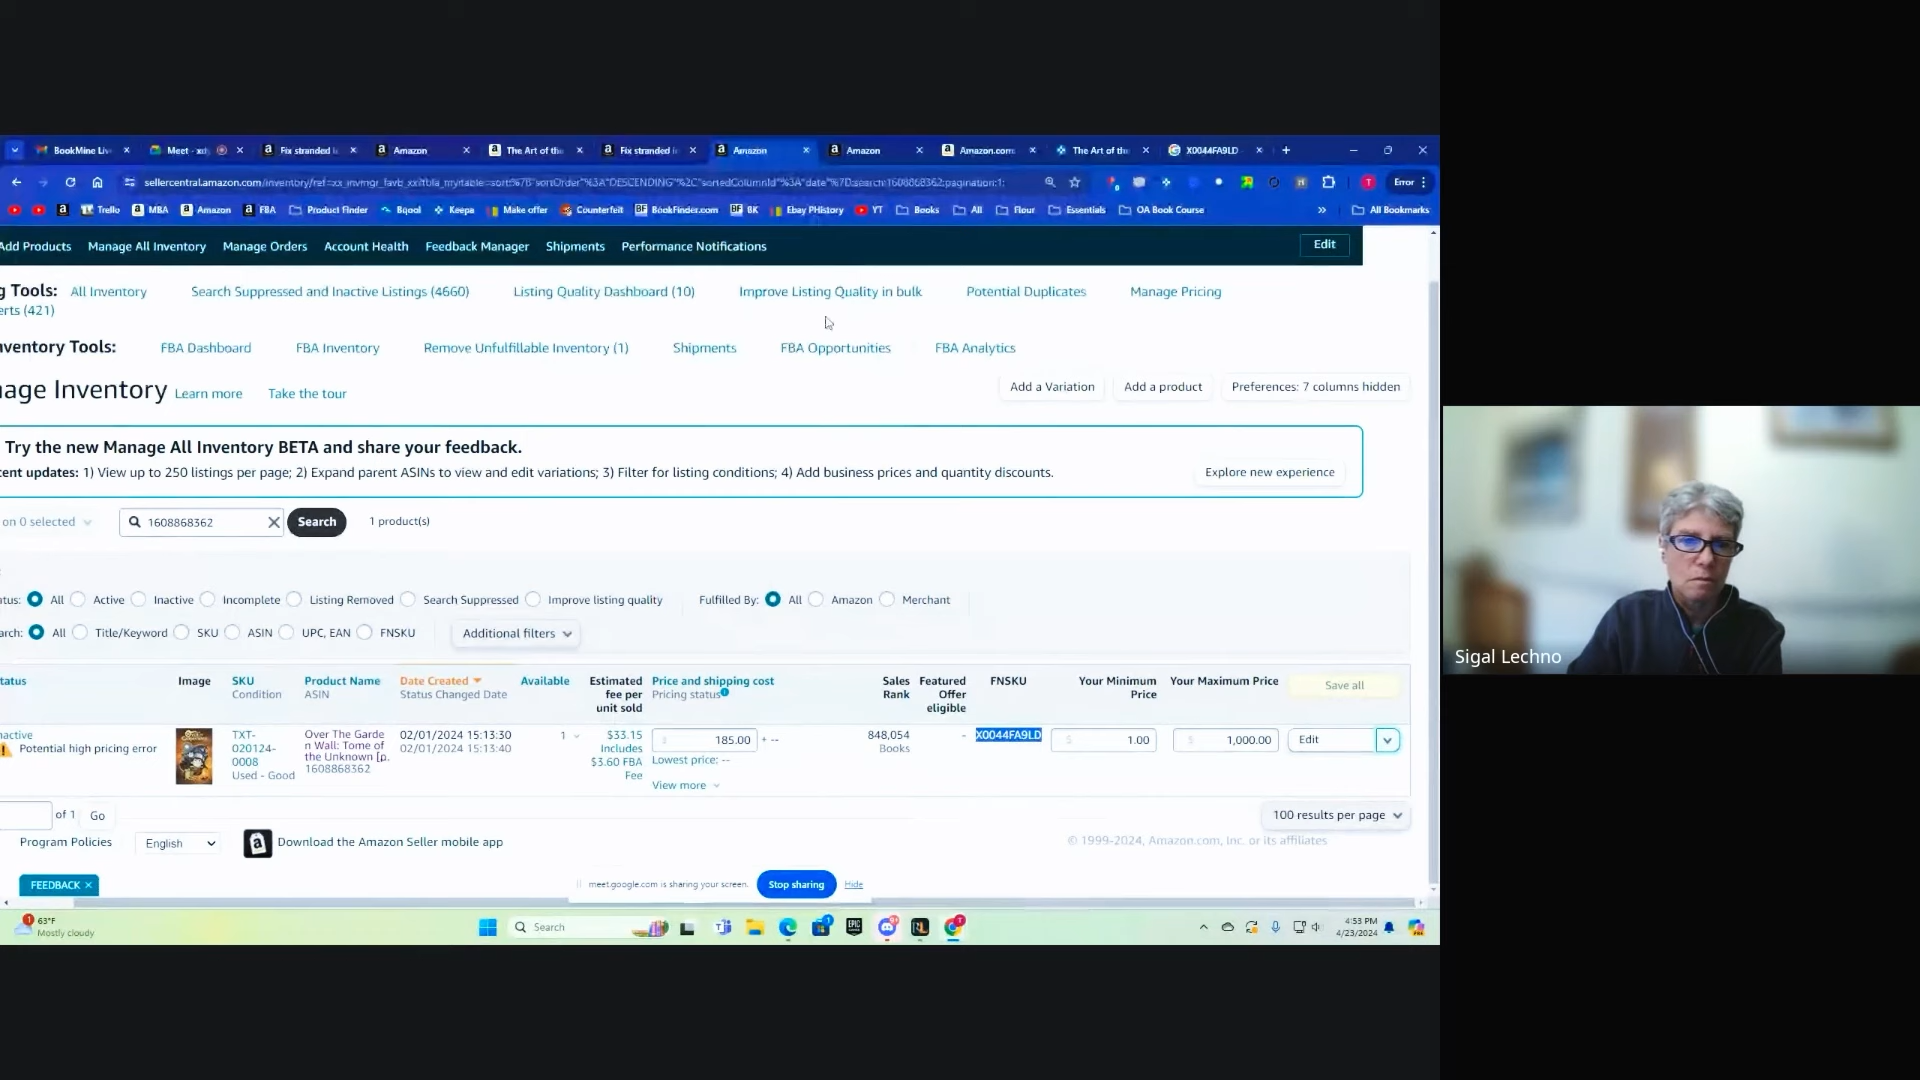 BookMine Liv
Meet - xd
Fix stranded i
Amazon
The Art of the
Fix stranded i
Amazon
Amazon
Amazon.com
The Art of th
X0044FA9LD
Error
Trello
MBA
Amazon
FBA
Product Finder
Bqool
Keepa
Make offer
Counterfeit
BookFinder.com
BK
Ebay PHistory
YT
Books
All
Flour
Essentials
OA Book Course
All Bookmarks
Add Products
Manage All Inventory
Manage Orders
Account Health
Feedback Manager
Shipments
Performance Notifications
Edit
g Tools:
All Inventory
Search Suppressed and Inactive Listings (4660)
Listing Quality Dashboard (10)
Improve Listing Quality in bulk
Potential Duplicates
Manage Pricing
erts (421)
ventory Tools:
FBA Dashboard
FBA Inventory
Remove Unfulfillable Inventory (1)
Shipments
FBA Opportunities
FBA Analytics
nage Inventory
Learn more
Take the tour
Add a Variation
Add a product
Preferences: 7 columns hidden
Try the new Manage All Inventory BETA and share your feedback.
cent updates: 1) View up to 250 listings per page; 2) Expand parent ASINs to view and edit variations; 3) Filter for listing conditions; 4) Add business prices and quantity discounts.
Explore new experience
on 0 selected
1608868362
Search
1 product(s)
atus:
All
Active
Inactive
Incomplete
Listing Removed
Search Suppressed
Improve listing quality
Fulfilled By:
All
Amazon
Merchant
arch:
All
Title/Keyword
SKU
ASIN
UPC, EAN
FNSKU
Additional filters
tatus
Image
SKU
Condition
Product Name
ASIN
Date Created
Status Changed Date
Available
Estimated
fee per
unit sold
Price and shipping cost
Pricing status
Sales
Rank
Featured
Offer
eligible
FNSKU
Your Minimum
Price
Your Maximum Price
Save all
nactive
Potential high pricing error
TXT-
020124-
0008
Used - Good
Over The Garde
n Wall: Tome of
the Unknown [p.
1608868362
02/01/2024 15:13:30
02/01/2024 15:13:40
1
$33.15
Includes
$3.60 FBA
Fee
185.00 + --
Lowest price: --
View more
848,054
Books
-
X0044FA9LD
$ 1.00
$ 1,000.00
Edit
of 1
Go
100 results per page
Program Policies
English
Download the Amazon Seller mobile app
© 1999-2024, Amazon.com, Inc. or its affiliates
FEEDBACK
meet.google.com is sharing your screen.
Stop sharing
Hide
63°F
Mostly cloudy
Search
4:53 PM
4/23/2024
Sigal Lechno